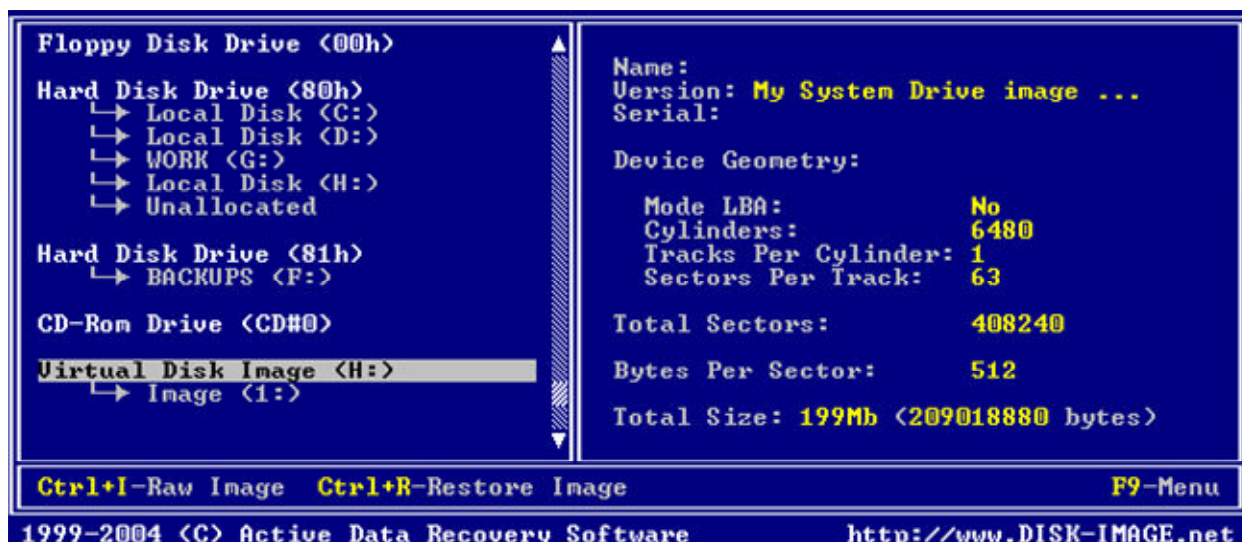 Floppy Disk Drive (00h)
Hard Disk Drive (80h)
Local Disk (C:)
Local Disk (D:)
WORK (G:)
Local Disk (H:)
Unallocated
Hard Disk Drive (81h)
BACKUPS (F:)
CD-Rom Drive (CD#0)
Virtual Disk Image (H:)
Image (1:)
Name:
Version: My System Drive image ...
Serial:
Device Geometry:
Mode LBA: No
Cylinders: 6480
Tracks Per Cylinder: 1
Sectors Per Track: 63
Total Sectors: 408240
Bytes Per Sector: 512
Total Size: 199Mb (209018880 bytes)
Ctrl+I-Raw Image Ctrl+R-Restore Image F9-Menu
1999-2004 (C) Active Data Recovery Software http://www.DISK-IMAGE.net